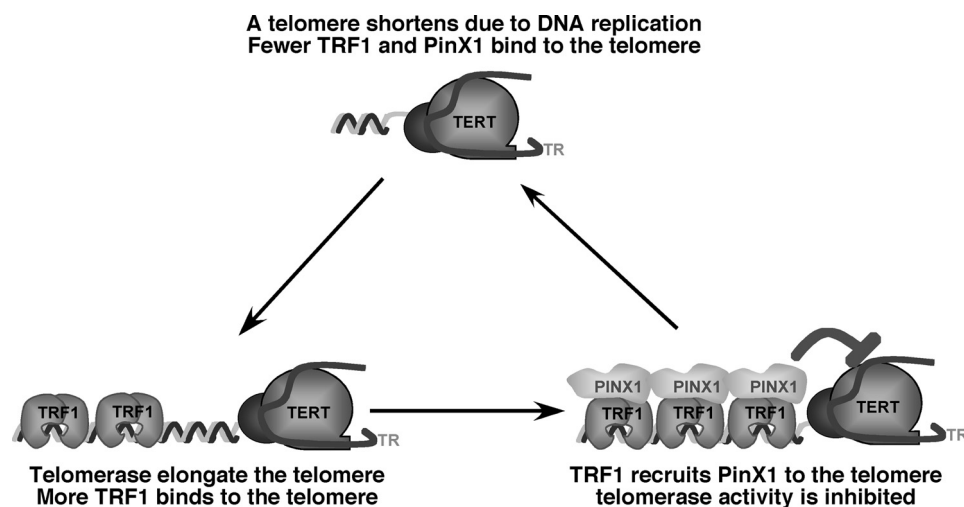 A telomere shortens due to DNA replication
Fewer TRF1 and PinX1 bind to the telomere
TERT
TR
PINX1 PINX1 PINX1
TRF1 TRF1 TERT
TRF1 TRF1 TRF1 TERT
TR
TR
Telomerase elongate the telomere
More TRF1 binds to the telomere
TRF1 recruits PinX1 to the telomere
telomerase activity is inhibited